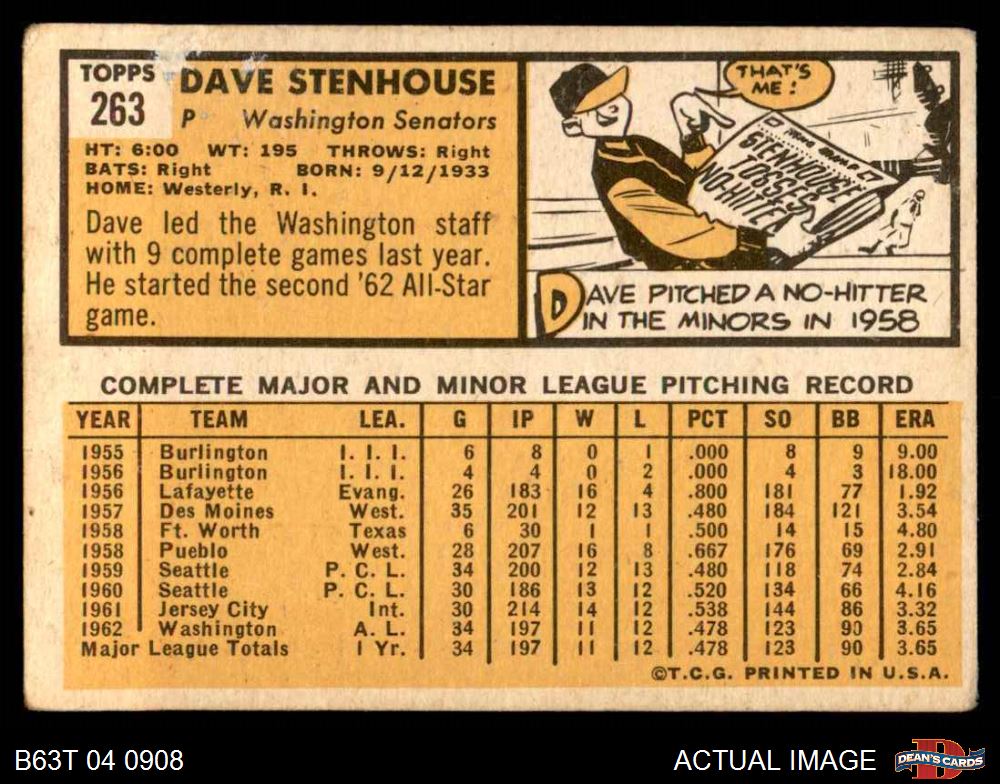 TOPPS
263
DAVE STENHOUSE
P Washington Senators
HT: 6:00 WT: 195 THROWS: Right
BATS: Right BORN: 9/12/1933
HOME: Westerly, R. I.
Dave led the Washington staff
with 9 complete games last year.
He started the second '62 All-Star
game.
THAT'S
ME!
STENHOUSE
TOSSES
NO-HITTER
DAVE PITCHED A NO-HITTER
IN THE MINORS IN 1958
COMPLETE MAJOR AND MINOR LEAGUE PITCHING RECORD
YEAR TEAM LEA. G IP W L PCT SO BB ERA
1955 Burlington I. I. I. 6 8 0 1 .000 8 9 9.00
1956 Burlington I. I. I. 4 4 0 2 .000 4 3 18.00
1956 Lafayette Evang. 26 183 16 4 .800 181 77 1.92
1957 Des Moines West. 35 201 12 13 .480 184 121 3.54
1958 Ft. Worth Texas 6 30 1 1 .500 14 15 4.80
1958 Pueblo West. 28 207 16 8 .667 176 69 2.91
1959 Seattle P. C. L. 34 200 12 13 .480 118 74 2.84
1960 Seattle P. C. L. 30 186 13 12 .520 134 66 4.16
1961 Jersey City Int. 30 214 14 12 .538 144 86 3.32
1962 Washington A. L. 34 197 11 12 .478 123 90 3.65
Major League Totals 1 Yr. 34 197 11 12 .478 123 90 3.65
©T.C.G. PRINTED IN U.S.A.
B63T 04 0908
ACTUAL IMAGE
DEAN'S CARDS